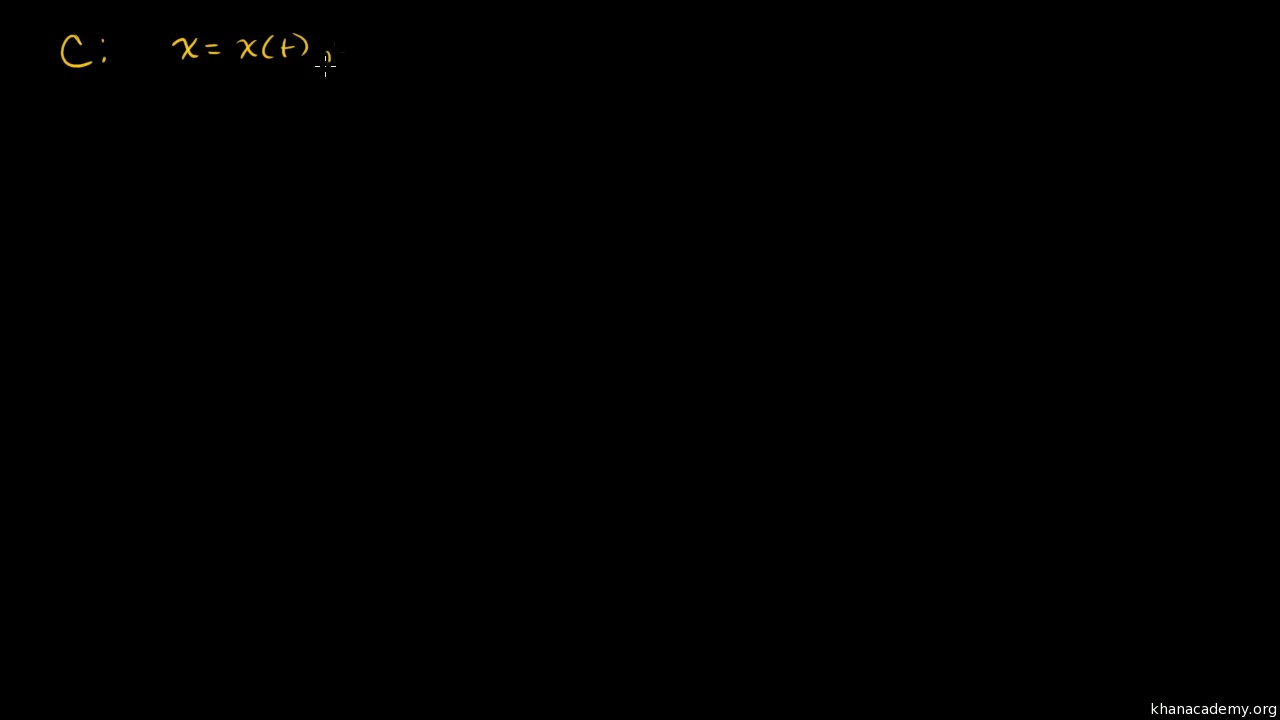 C: x = x(t),
khanacademy.org